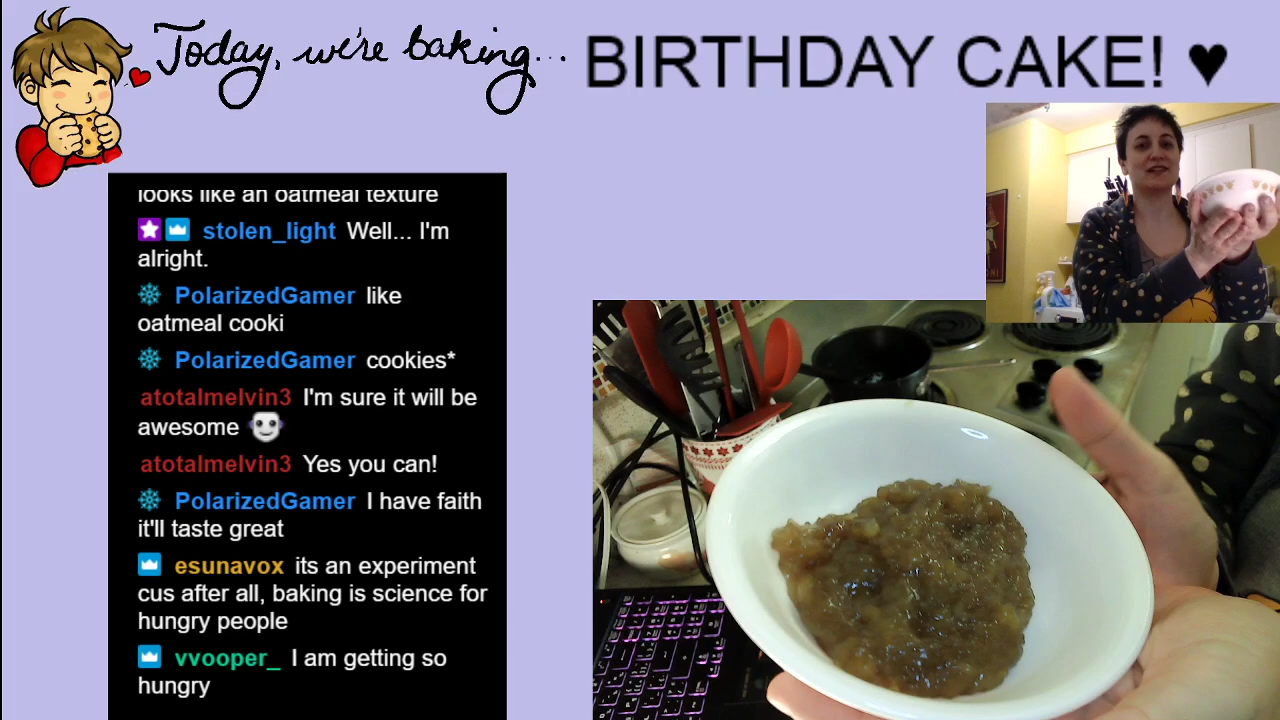 Today, we're baking... BIRTHDAY CAKE! ♥
looks like an oatmeal texture
stolen_light Well... I'm
alright.
PolarizedGamer like
oatmeal cooki
PolarizedGamer cookies*
atotalmelvin3 I'm sure it will be
awesome
atotalmelvin3 Yes you can!
PolarizedGamer I have faith
it'll taste great
esunavox its an experiment
cus after all, baking is science for
hungry people
vvooper_ I am getting so
hungry